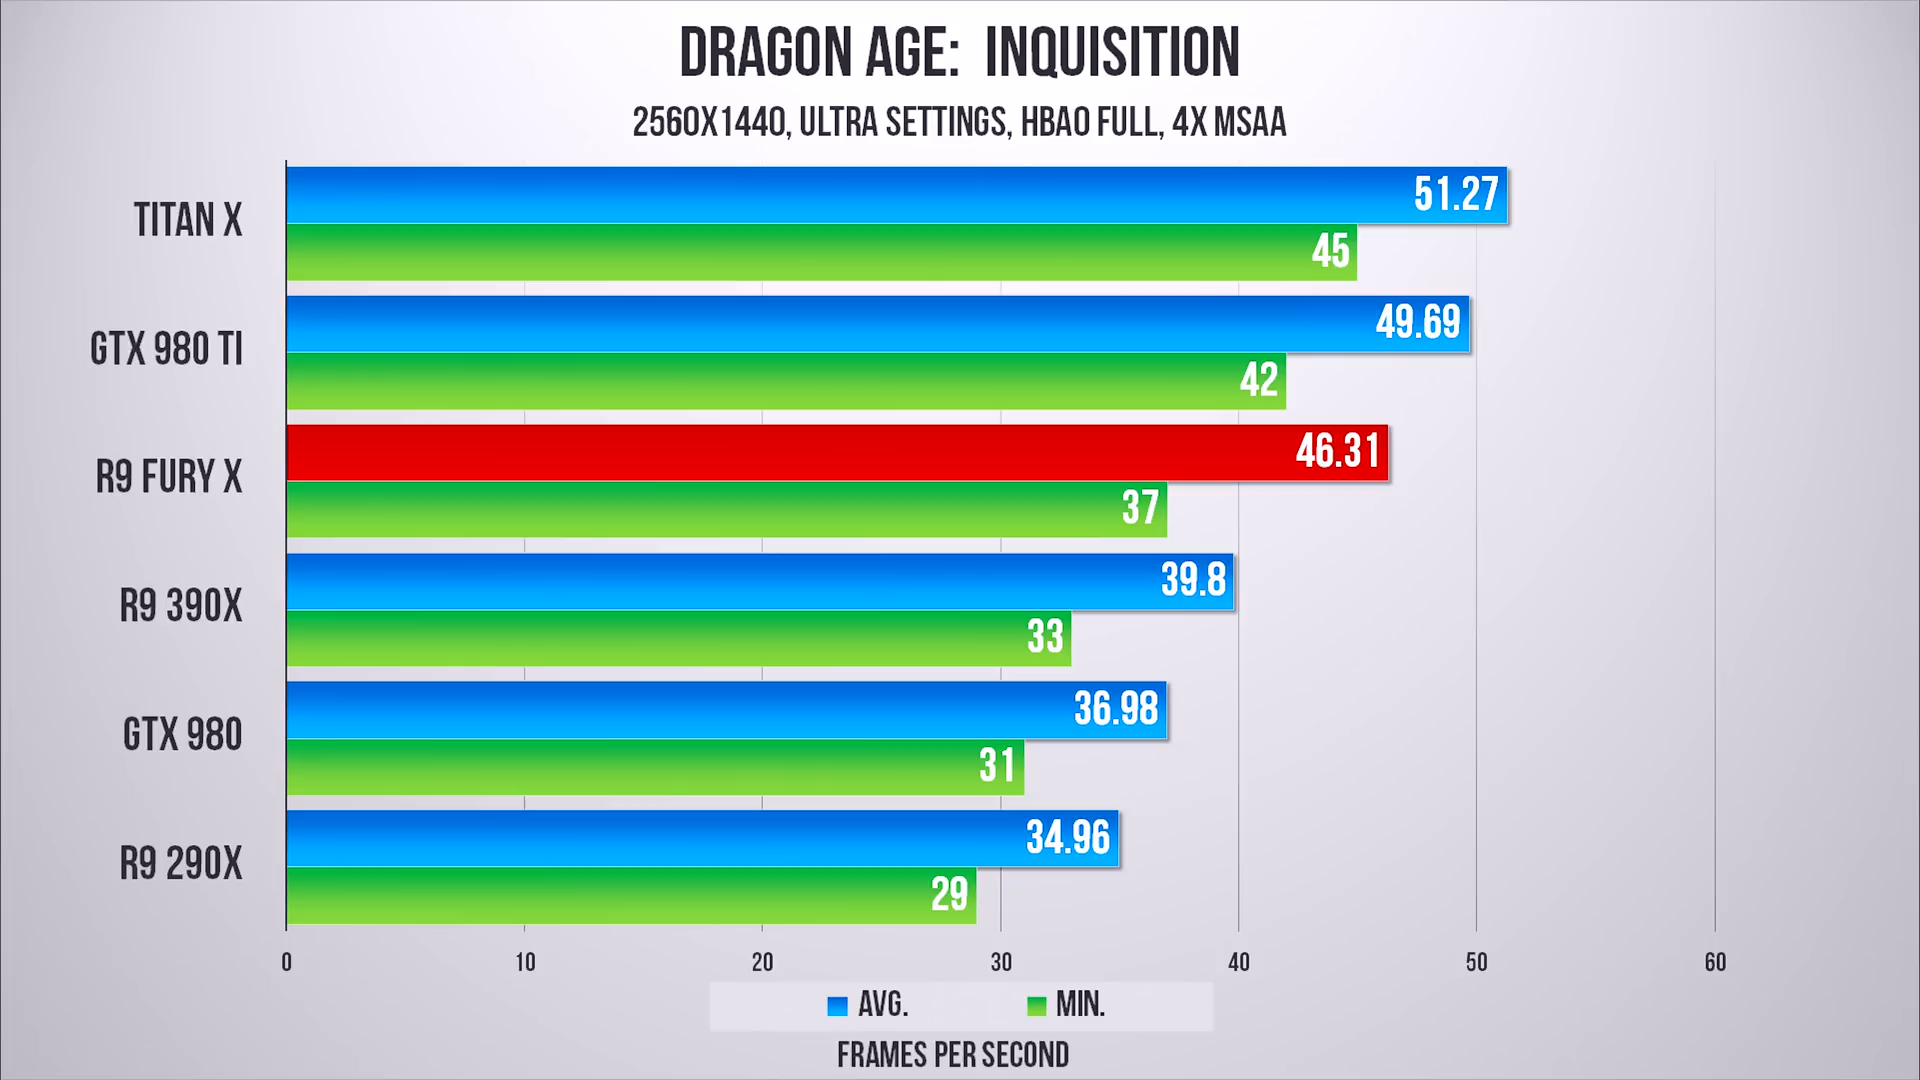 DRAGON AGE: INQUISITION
2560X1440, ULTRA SETTINGS, HBAO FULL, 4X MSAA
TITAN X
51.27
45
GTX 980 TI
49.69
42
R9 FURY X
46.31
37
R9 390X
39.8
33
GTX 980
36.98
31
R9 290X
34.96
29
0 10 20 30 40 50 60
AVG. MIN.
FRAMES PER SECOND